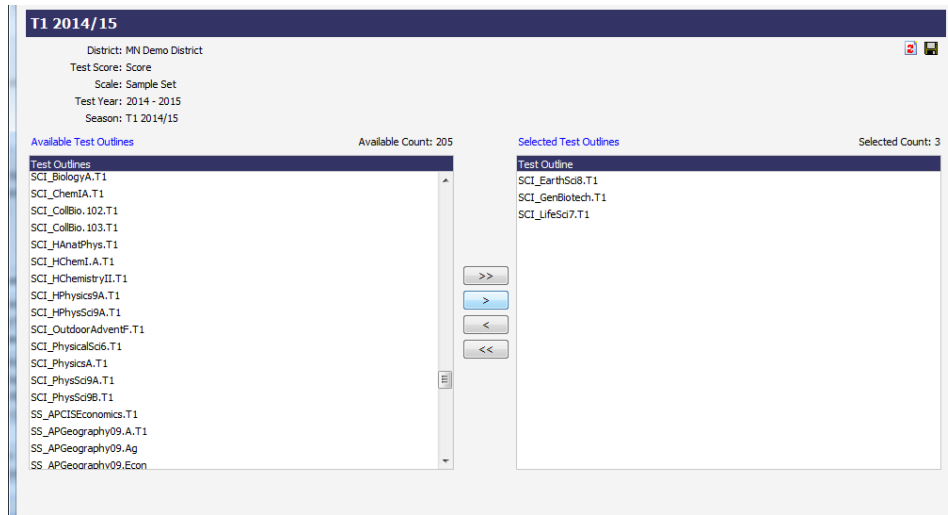 T1 2014/15
District: MN Demo District
Test Score: Score
Scale: Sample Set
Test Year: 2014 - 2015
Season: T1 2014/15
Available Test Outlines Available Count: 205
Test Outlines
SCI_BiologyA.T1
SCI_ChemIA.T1
SCI_CollBio.102.T1
SCI_CollBio.103.T1
SCI_HAnatPhys.T1
SCI_HChemI.A.T1
SCI_HChemistryII.T1
SCI_HPhysics9A.T1
SCI_HPhysSci9A.T1
SCI_OutdoorAdventF.T1
SCI_PhysicalSci6.T1
SCI_PhysicsA.T1
SCI_PhysSci9A.T1
SCI_PhysSci9B.T1
SS_APCISEconomics.T1
SS_APGeography09.A.T1
SS_APGeography09.Ag
SS_APGeography09.Econ
>>
>
<
<<
Selected Test Outlines Selected Count: 3
Test Outline
SCI_EarthSci8.T1
SCI_GenBiotech.T1
SCI_LifeSci7.T1